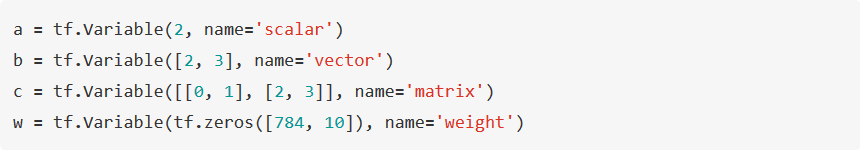 a = tf.Variable(2, name='scalar')
b = tf.Variable([2, 3], name='vector')
c = tf.Variable([[0, 1], [2, 3]], name='matrix')
w = tf.Variable(tf.zeros([784, 10]), name='weight')